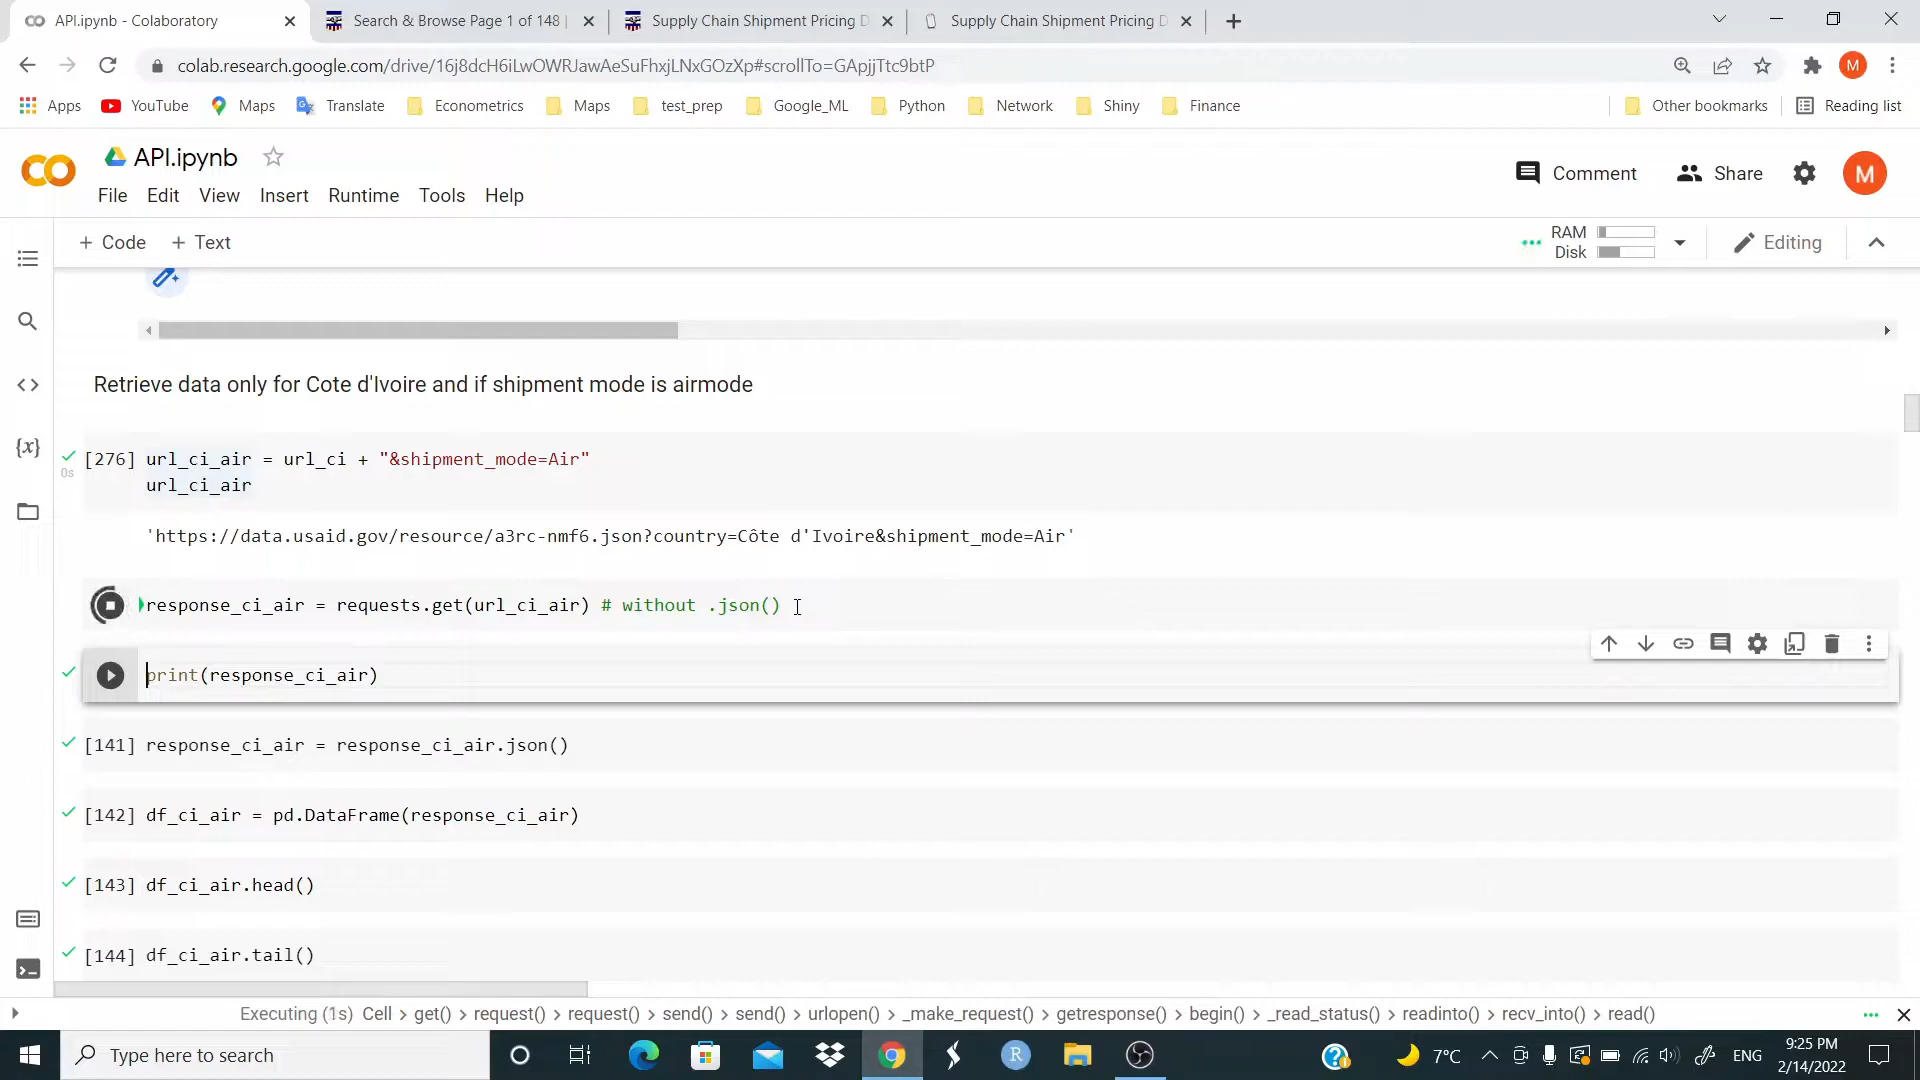 API.ipynb - Colaboratory
Search & Browse Page 1 of 148 |
Supply Chain Shipment Pricing D
Supply Chain Shipment Pricing D
colab.research.google.com/drive/16j8dcH6iLwOWRJawAeSuFhxjLNxGOzXp#scrollTo=GApjjTtc9btP
M
Apps YouTube Maps Translate Econometrics Maps test_prep Google_ML Python Network Shiny Finance Other bookmarks Reading list
API.ipynb
Comment Share M
File Edit View Insert Runtime Tools Help
+ Code + Text
RAM
Disk
Editing
Retrieve data only for Cote d'Ivoire and if shipment mode is airmode
[276] url_ci_air = url_ci + "&shipment_mode=Air"
0s
url_ci_air
'https://data.usaid.gov/resource/a3rc-nmf6.json?country=Côte d'Ivoire&shipment_mode=Air'
response_ci_air = requests.get(url_ci_air) # without .json()
print(response_ci_air)
[141] response_ci_air = response_ci_air.json()
[142] df_ci_air = pd.DataFrame(response_ci_air)
[143] df_ci_air.head()
[144] df_ci_air.tail()
Executing (1s) Cell > get() > request() > request() > send() > send() > urlopen() > _make_request() > getresponse() > begin() > _read_status() > readinto() > recv_into() > read()
Type here to search
R
7°C
ENG
9:25 PM
2/14/2022